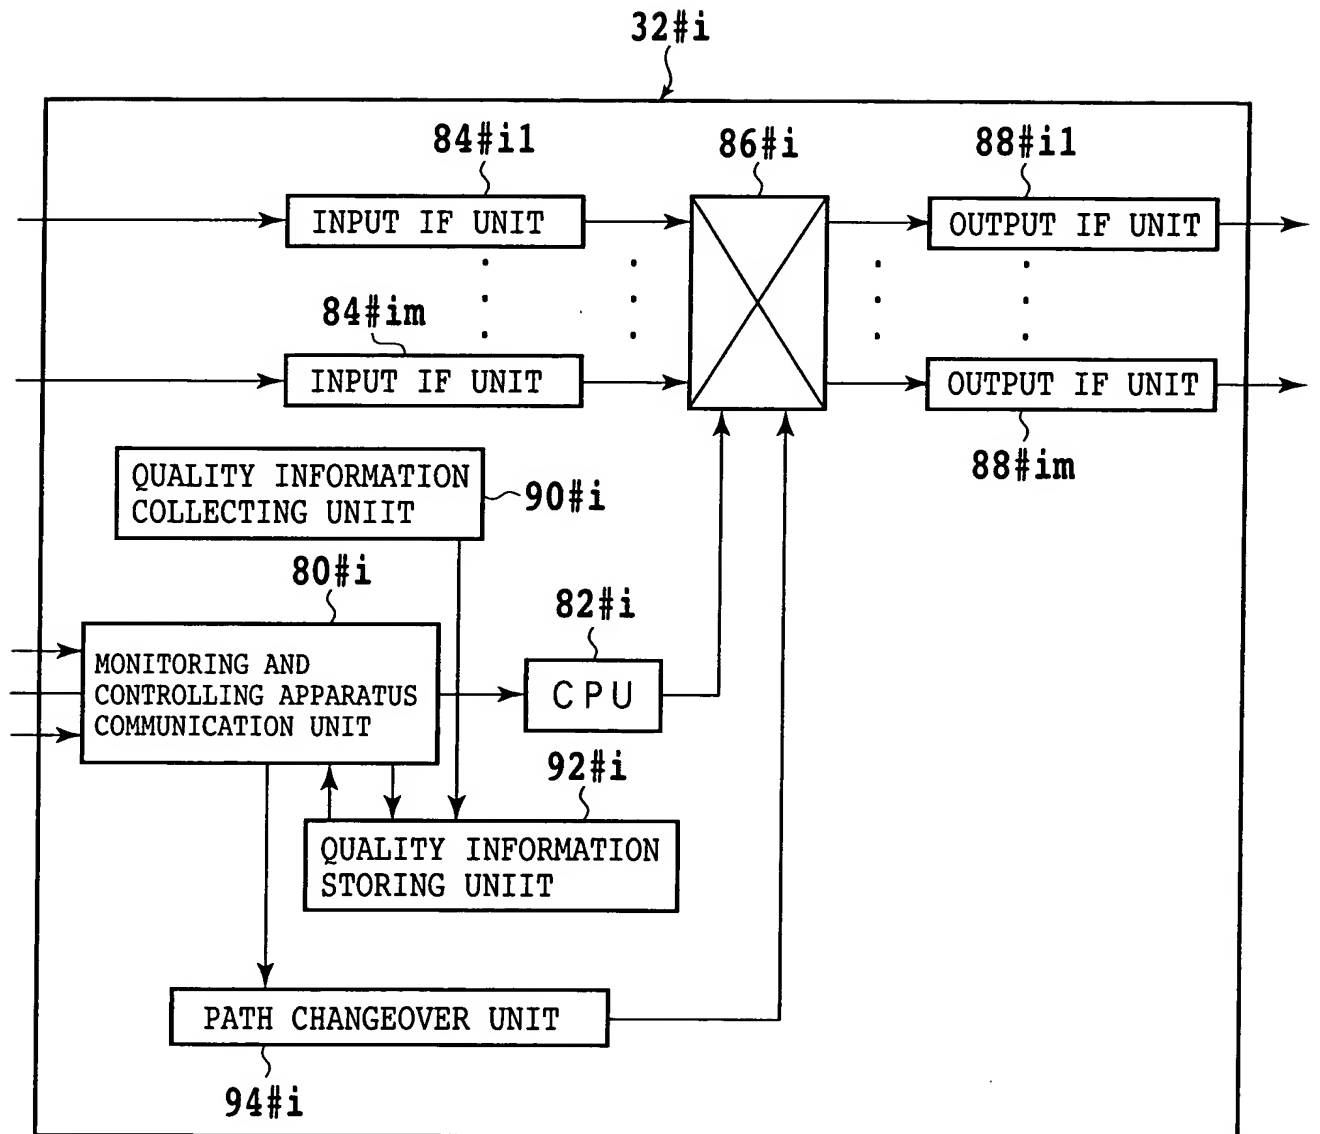 32#i
84#i1
86#i
88#i1
INPUT IF UNIT
OUTPUT IF UNIT
84#im
INPUT IF UNIT
OUTPUT IF UNIT
88#im
QUALITY INFORMATION
COLLECTING UNIIT
90#i
80#i
82#i
MONITORING AND
CONTROLLING APPARATUS
COMMUNICATION UNIT
CPU
92#i
QUALITY INFORMATION
STORING UNIIT
PATH CHANGEOVER UNIT
94#i